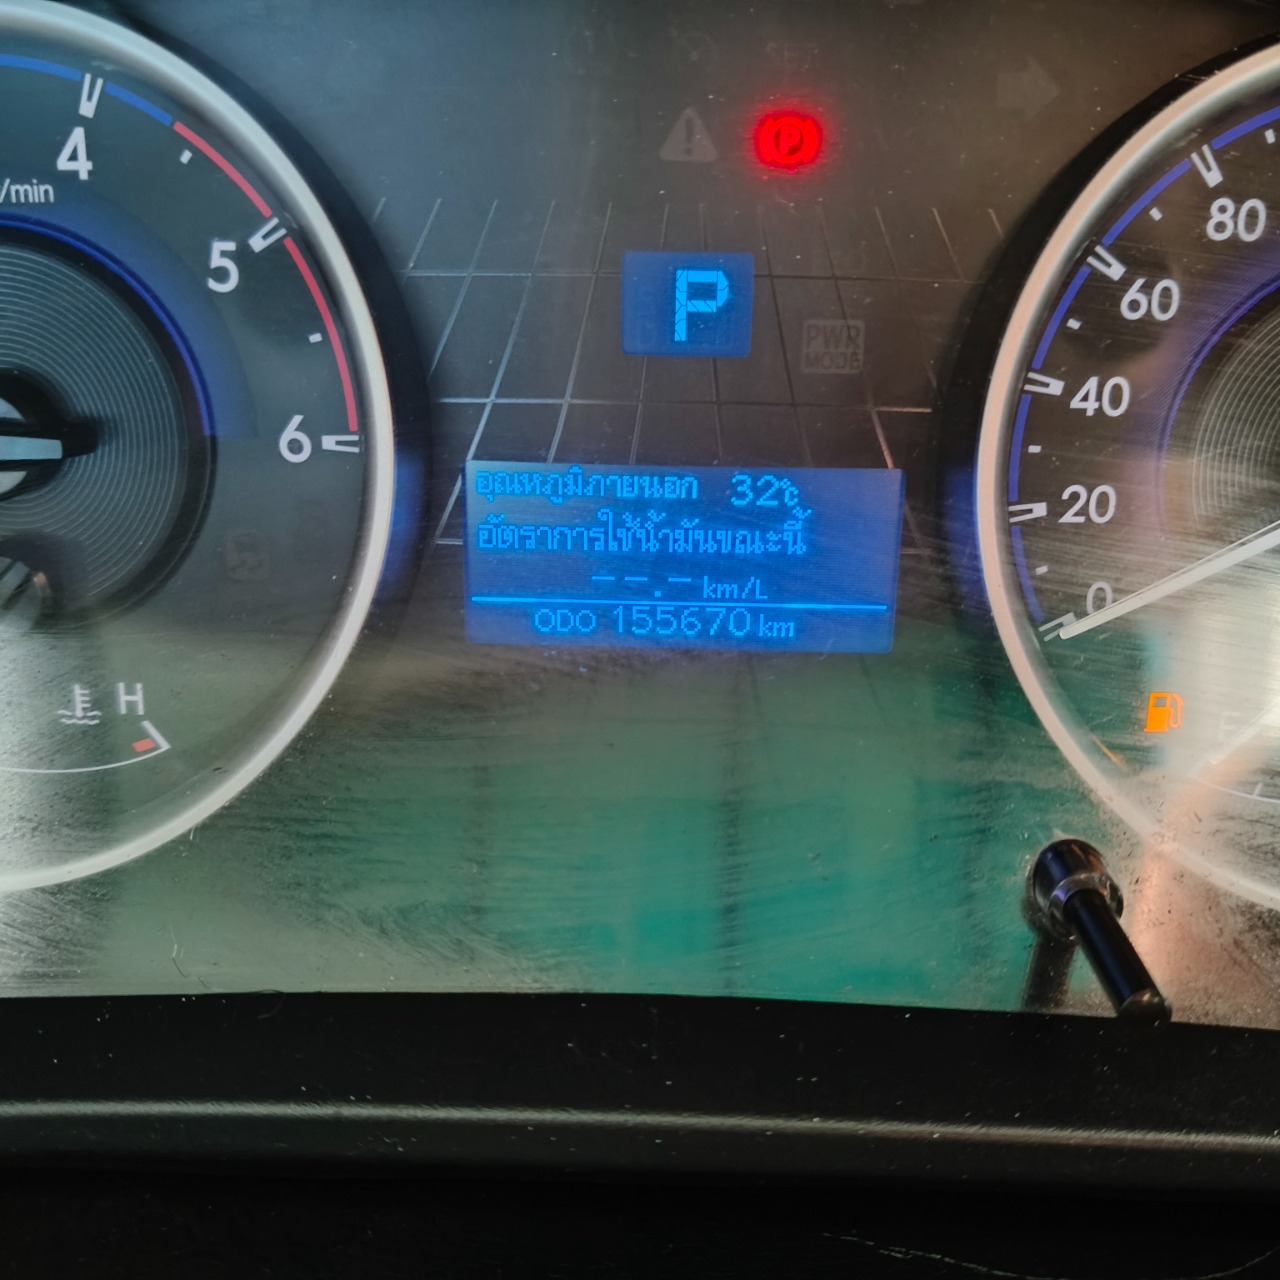 4
/min
5
6
H
P
P
PWR
MODE
อุณหภูมิภายนอก 32℃
อัตราการใช้น้ำมันขณะนี้
--.- km/L
ODO 155670 km
80
60
40
20
0
E